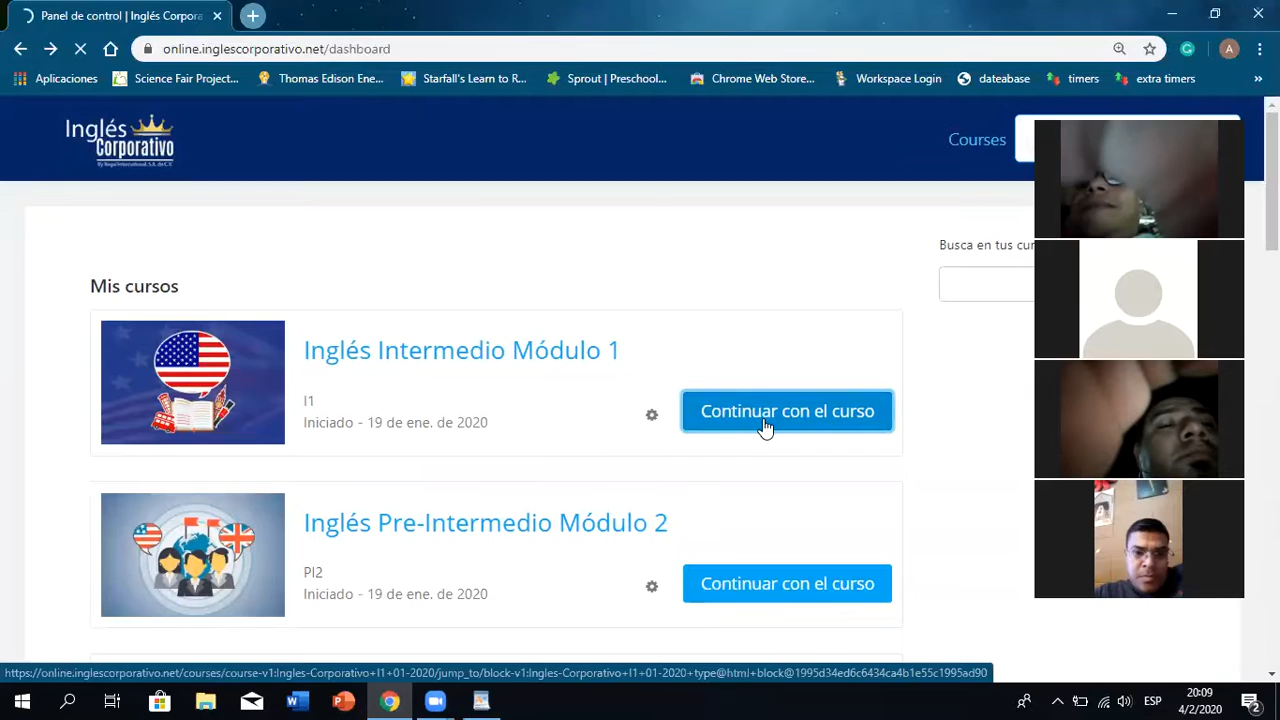 Panel de control | Inglés Corpora
online.inglescorporativo.net/dashboard
A
Aplicaciones
Science Fair Project...
Thomas Edison Ene...
Starfall's Learn to R...
Sprout | Preschool...
Chrome Web Store...
Workspace Login
dateabase
timers
extra timers
»
Inglés
Corporativo
Courses
Busca en tus cur
Mis cursos
Inglés Intermedio Módulo 1
I1
Iniciado - 19 de ene. de 2020
Continuar con el curso
Inglés Pre-Intermedio Módulo 2
PI2
Iniciado - 19 de ene. de 2020
Continuar con el curso
https://online.inglescorporativo.net/courses/course-v1:Ingles-Corporativo+I1+01-2020/jump_to/block-v1:Ingles-Corporativo+I1+01-2020+type@html+block@1995d34ed6c6434ca4b1e55c1995ad90
ESP
20:09
4/2/2020
2